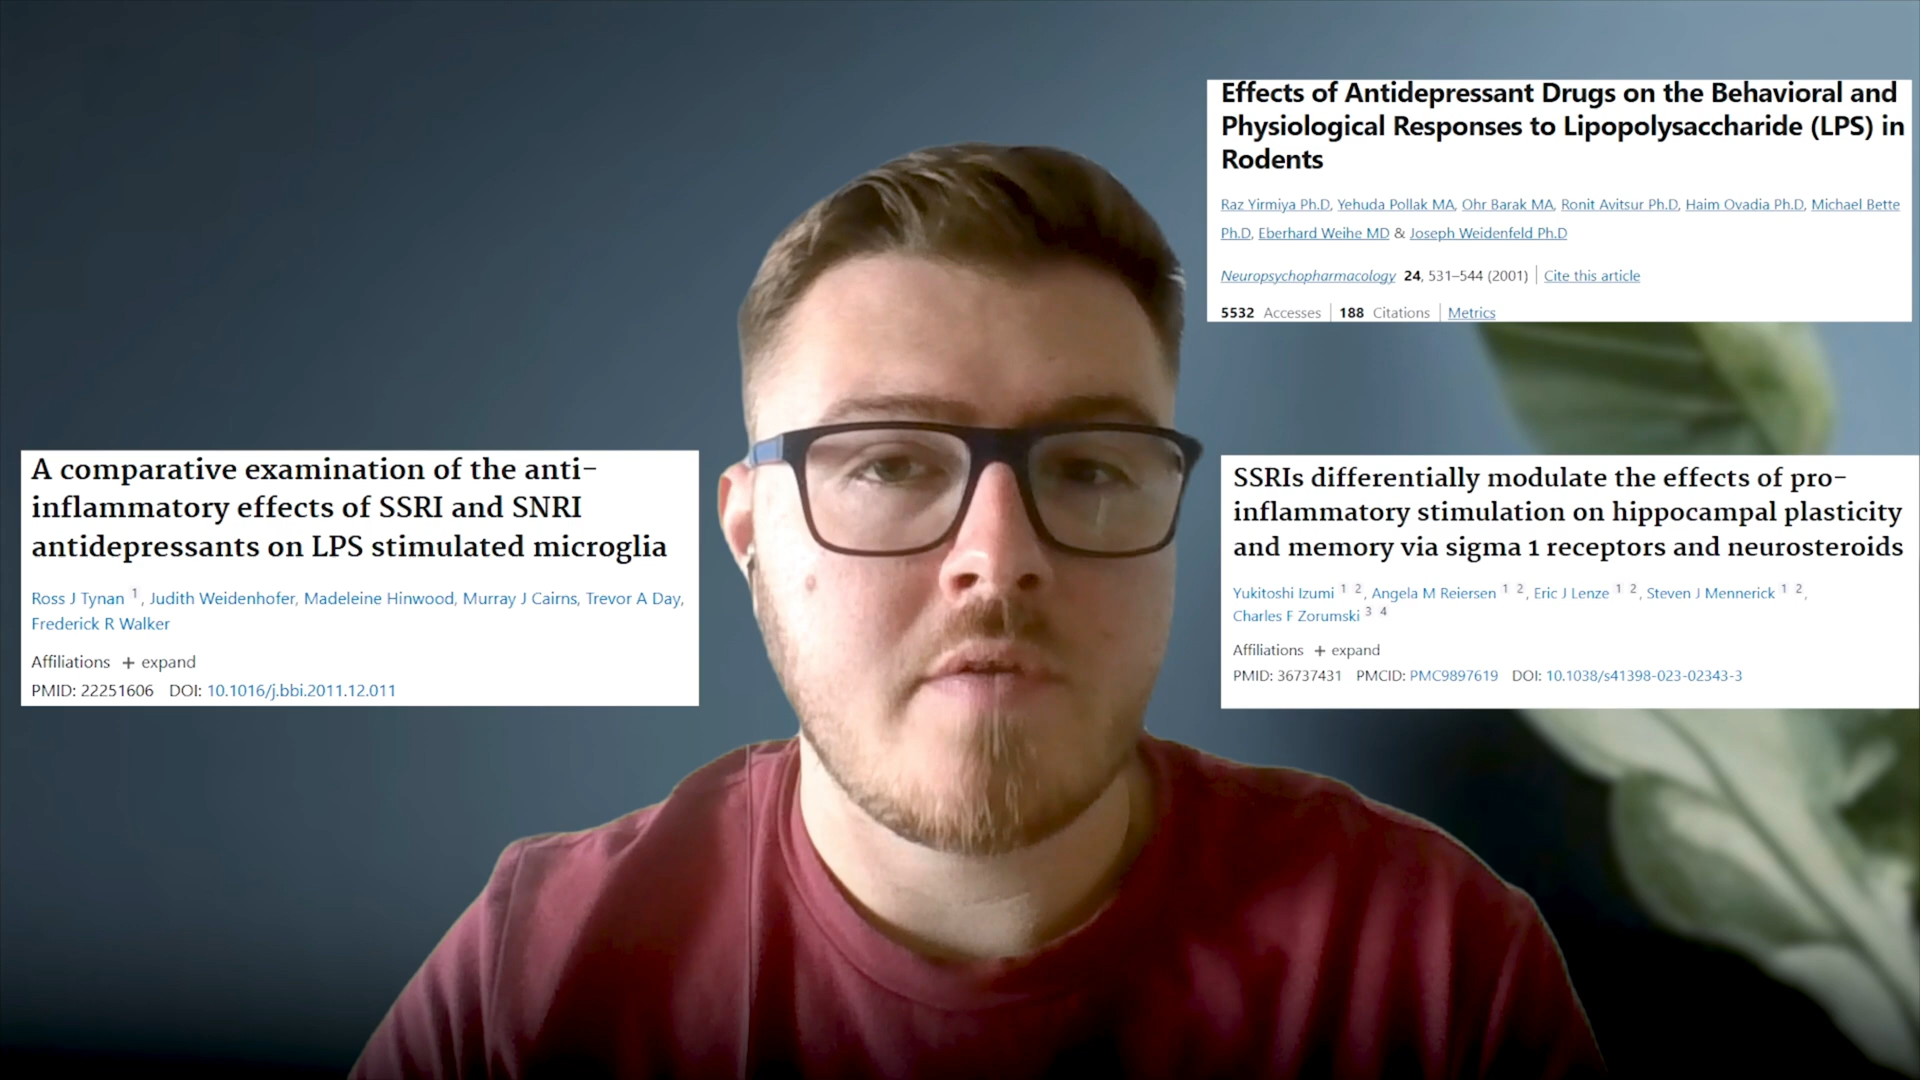 Effects of Antidepressant Drugs on the Behavioral and
Physiological Responses to Lipopolysaccharide (LPS) in
Rodents
Raz Yirmiya Ph.D, Yehuda Pollak MA, Ohr Barak MA, Ronit Avitsur Ph.D, Haim Ovadia Ph.D, Michael Bette
Ph.D, Eberhard Weihe MD & Joseph Weidenfeld Ph.D
Neuropsychopharmacology 24, 531–544 (2001) | Cite this article
5532 Accesses | 188 Citations | Metrics
A comparative examination of the anti-
inflammatory effects of SSRI and SNRI
antidepressants on LPS stimulated microglia
Ross J Tynan 1, Judith Weidenhofer, Madeleine Hinwood, Murray J Cairns, Trevor A Day,
Frederick R Walker
Affiliations + expand
PMID: 22251606 DOI: 10.1016/j.bbi.2011.12.011
SSRIs differentially modulate the effects of pro-
inflammatory stimulation on hippocampal plasticity
and memory via sigma 1 receptors and neurosteroids
Yukitoshi Izumi 1 2, Angela M Reiersen 1 2, Eric J Lenze 1 2, Steven J Mennerick 1 2,
Charles F Zorumski 3 4
Affiliations + expand
PMID: 36737431 PMCID: PMC9897619 DOI: 10.1038/s41398-023-02343-3